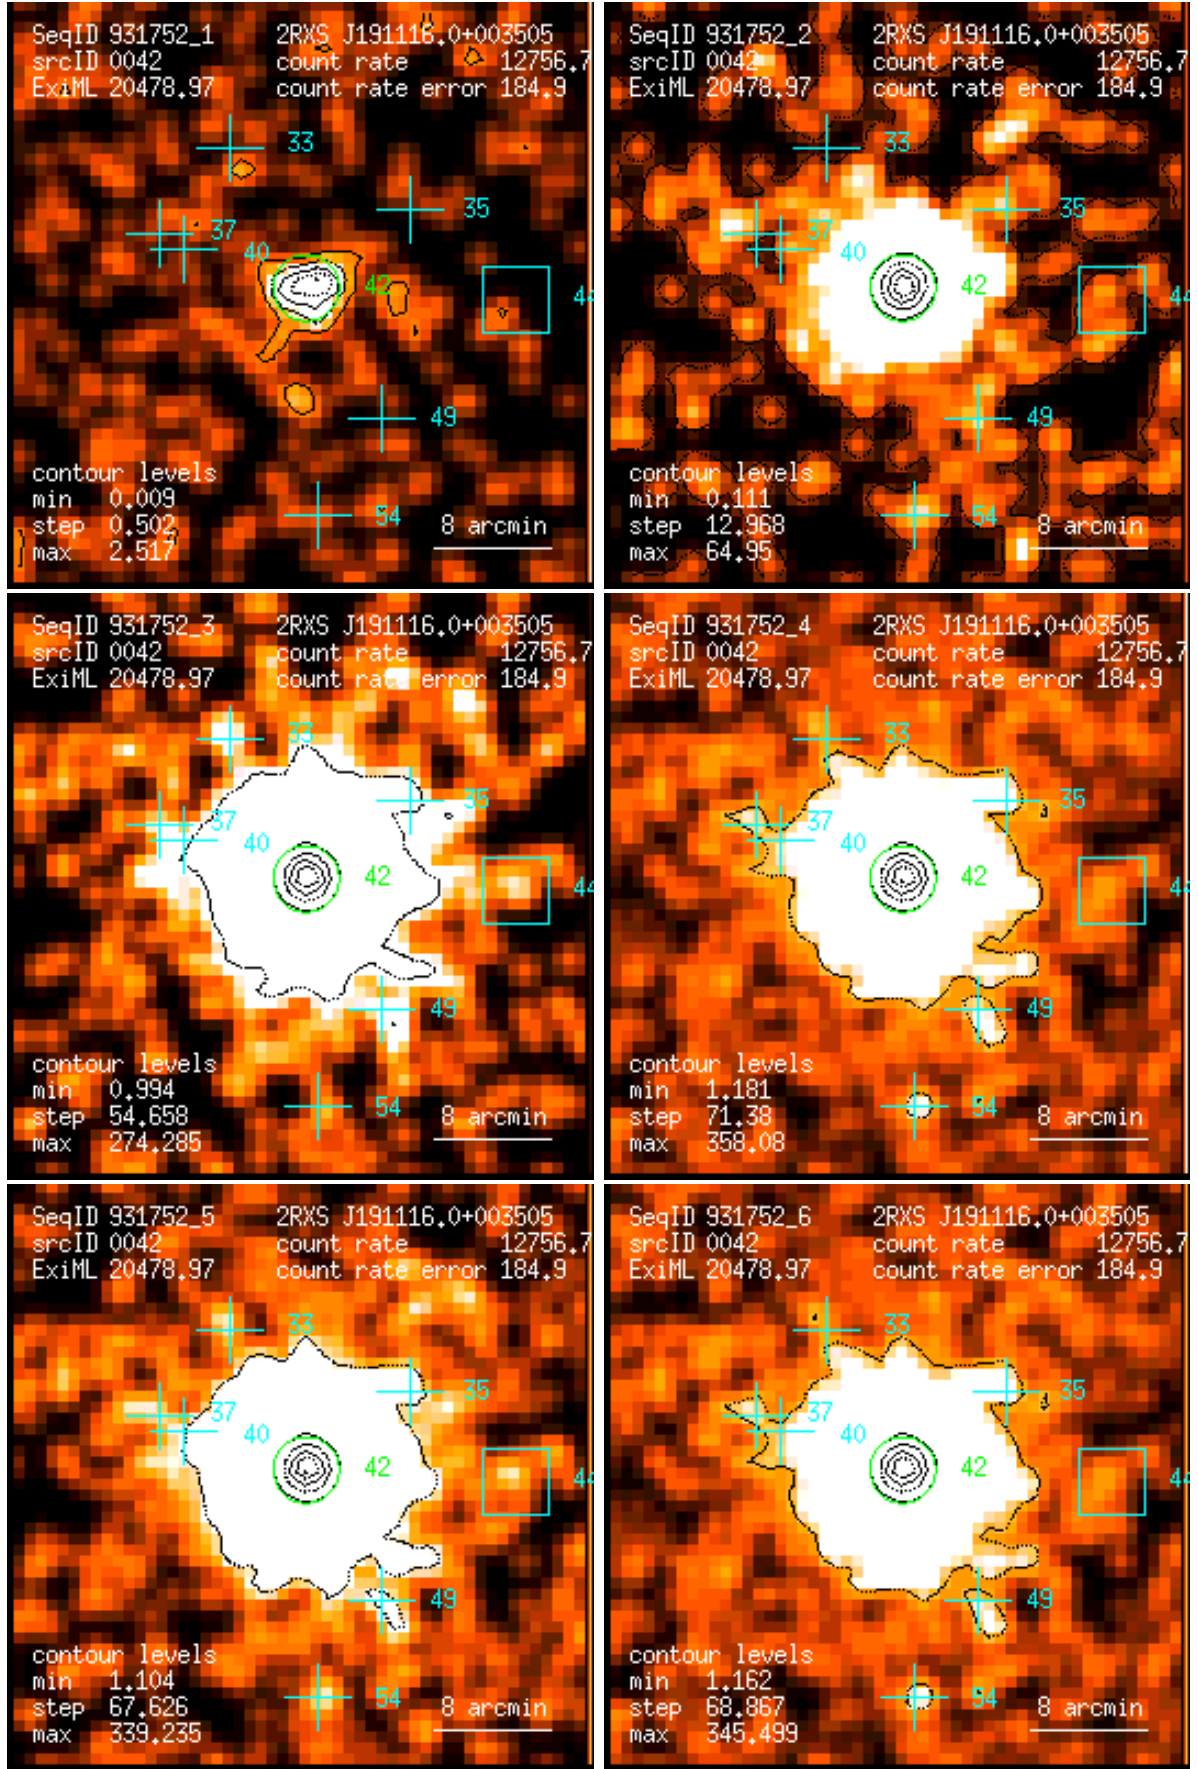 SeqID 931752_1 2RXS J191116.0+003505
srcID 0042 count rate 12756.7
ExiML 20478.97 count rate error 184.9
33
35
37
40
42
44
49
contour levels
min 0.009
step 0.502
max 2.517
54
8 arcmin
SeqID 931752_2 2RXS J191116.0+003505
srcID 0042 count rate 12756.7
ExiML 20478.97 count rate error 184.9
33
35
37
40
42
44
49
contour levels
min 0.111
step 12.968
max 64.95
54
8 arcmin
SeqID 931752_3 2RXS J191116.0+003505
srcID 0042 count rate 12756.7
ExiML 20478.97 count rate error 184.9
33
35
37
40
42
44
49
contour levels
min 0.994
step 54.658
max 274.285
54
8 arcmin
SeqID 931752_4 2RXS J191116.0+003505
srcID 0042 count rate 12756.7
ExiML 20478.97 count rate error 184.9
33
35
37
40
42
44
49
contour levels
min 1.181
step 71.38
max 358.08
54
8 arcmin
SeqID 931752_5 2RXS J191116.0+003505
srcID 0042 count rate 12756.7
ExiML 20478.97 count rate error 184.9
33
35
37
40
42
44
49
contour levels
min 1.104
step 67.626
max 339.235
54
8 arcmin
SeqID 931752_6 2RXS J191116.0+003505
srcID 0042 count rate 12756.7
ExiML 20478.97 count rate error 184.9
33
35
37
40
42
44
49
contour levels
min 1.162
step 68.867
max 345.499
54
8 arcmin